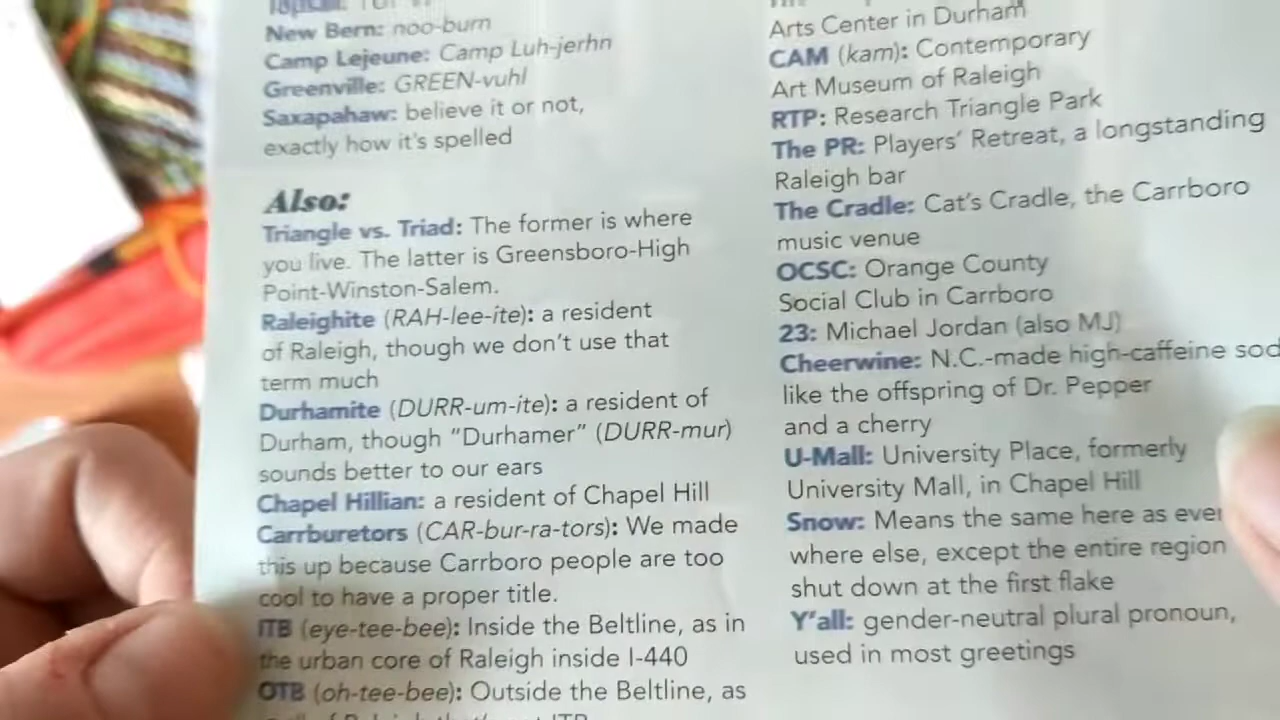 New Bern: noo-burn
Camp Lejeune: Camp Luh-jerhn
Greenville: GREEN-vuhl
Saxapahaw: believe it or not,
exactly how it's spelled
Also:
Triangle vs. Triad: The former is where
you live. The latter is Greensboro-High
Point-Winston-Salem.
Raleighite (RAH-lee-ite): a resident
of Raleigh, though we don't use that
term much
Durhamite (DURR-um-ite): a resident of
Durham, though “Durhamer” (DURR-mur)
sounds better to our ears
Chapel Hillian: a resident of Chapel Hill
Carrburetors (CAR-bur-ra-tors): We made
this up because Carrboro people are too
cool to have a proper title.
ITB (eye-tee-bee): Inside the Beltline, as in
the urban core of Raleigh inside I-440
OTB (oh-tee-bee): Outside the Beltline, as
Arts Center in Durham
CAM (kam): Contemporary
Art Museum of Raleigh
RTP: Research Triangle Park
The PR: Players' Retreat, a longstanding
Raleigh bar
The Cradle: Cat's Cradle, the Carrboro
music venue
OCSC: Orange County
Social Club in Carrboro
23: Michael Jordan (also MJ)
Cheerwine: N.C.-made high-caffeine sod
like the offspring of Dr. Pepper
and a cherry
U-Mall: University Place, formerly
University Mall, in Chapel Hill
Snow: Means the same here as ever
where else, except the entire region
shut down at the first flake
Y'all: gender-neutral plural pronoun,
used in most greetings